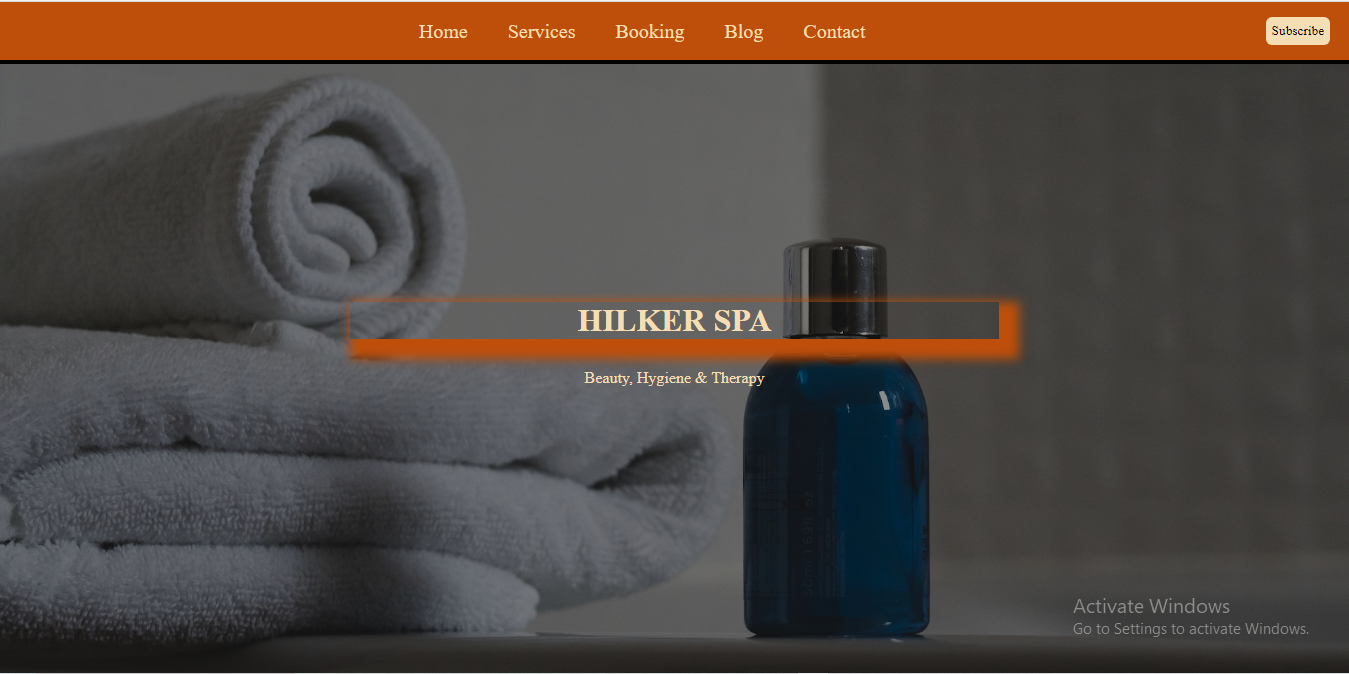 Home Services Booking Blog Contact Subscribe
HILKER SPA
Beauty, Hygiene & Therapy
Activate Windows
Go to Settings to activate Windows.